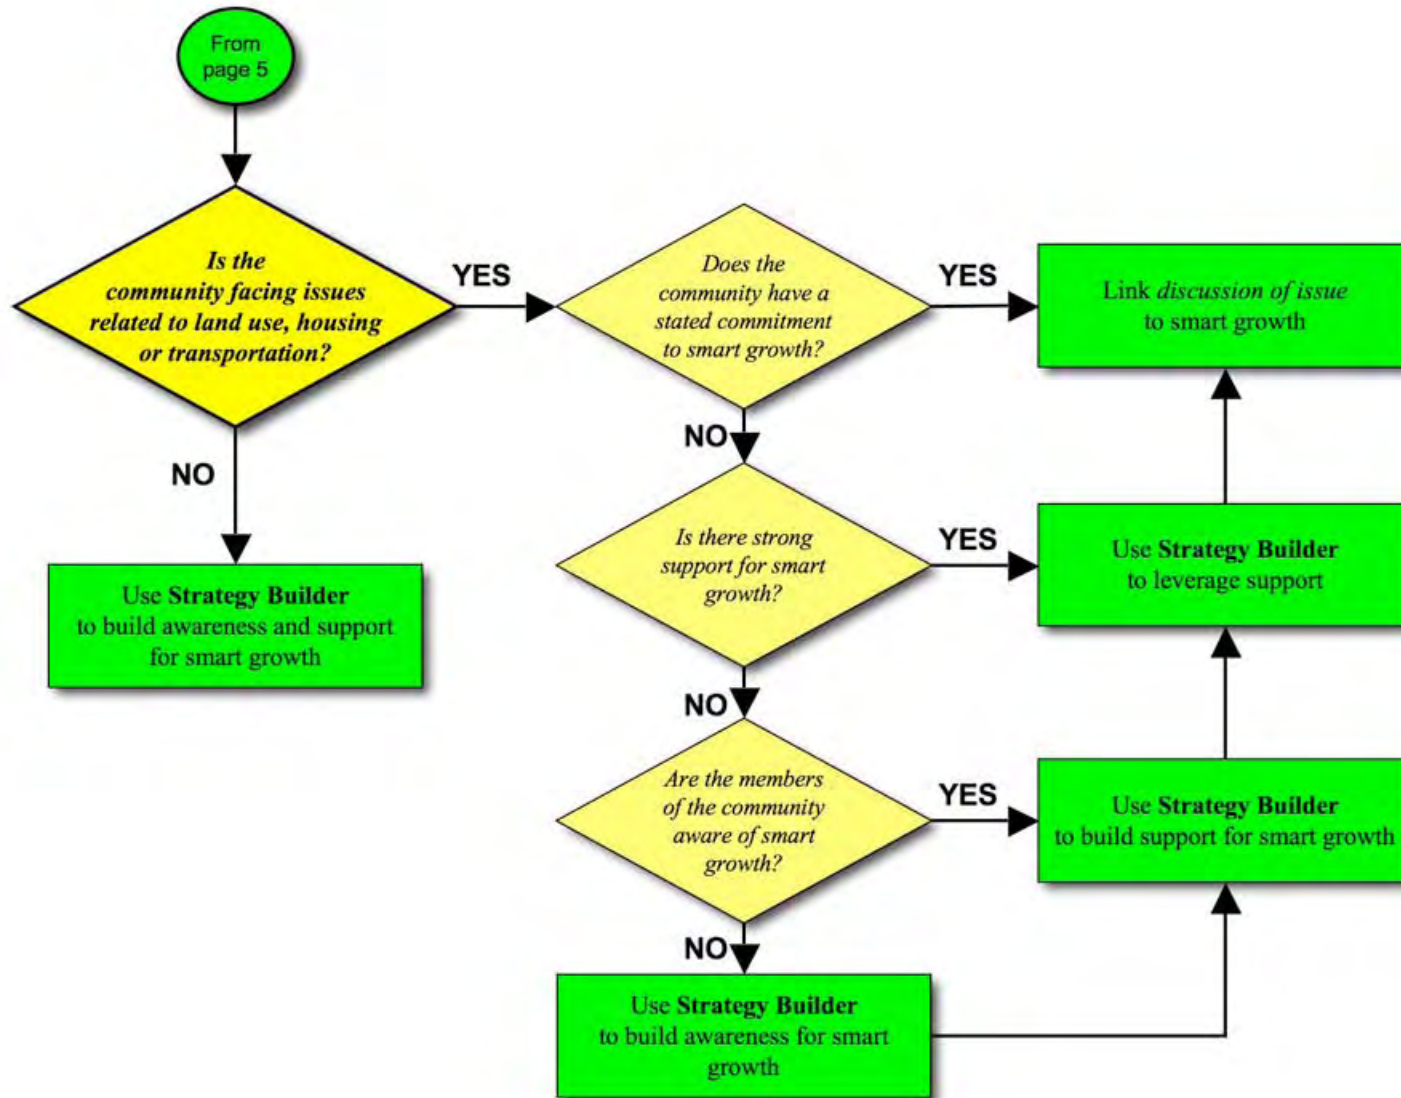 From
page 5
Is the
community facing issues
related to land use, housing
or transportation?
YES
Does the
community have a
stated commitment
to smart growth?
YES
Link discussion of issue
to smart growth
NO
Use Strategy Builder
to build awareness and support
for smart growth
NO
Is there strong
support for smart
growth?
YES
Use Strategy Builder
to leverage support
NO
Are the members
of the community
aware of smart
growth?
YES
Use Strategy Builder
to build support for smart growth
NO
Use Strategy Builder
to build awareness for smart
growth